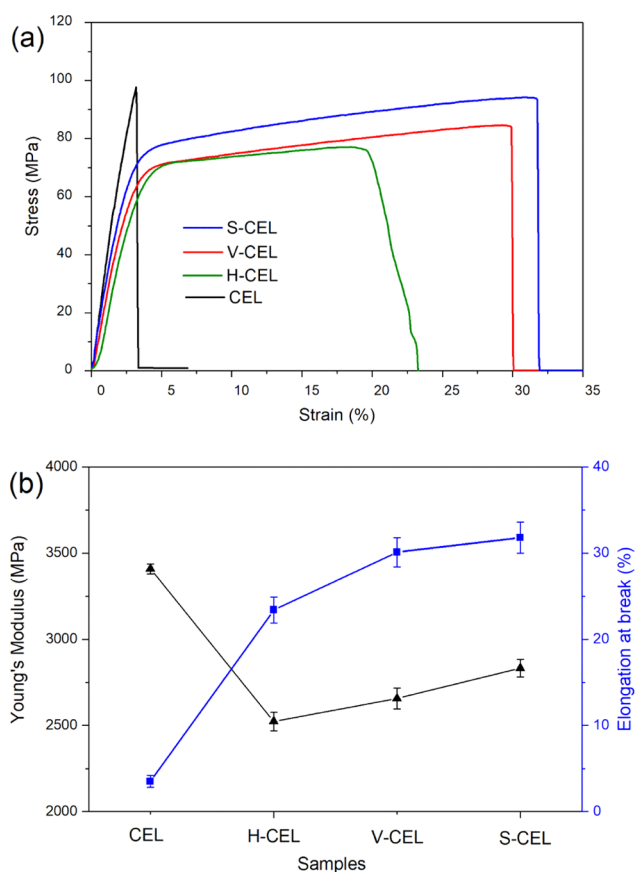 (a)
120
100
80
60
40
20
0
Stress (MPa)
S-CEL
V-CEL
H-CEL
CEL
0 5 10 15 20 25 30 35
Strain (%)
(b)
4000
3500
3000
2500
2000
Young's Modulus (MPa)
40
30
20
10
0
Elongation at break (%)
CEL H-CEL V-CEL S-CEL
Samples